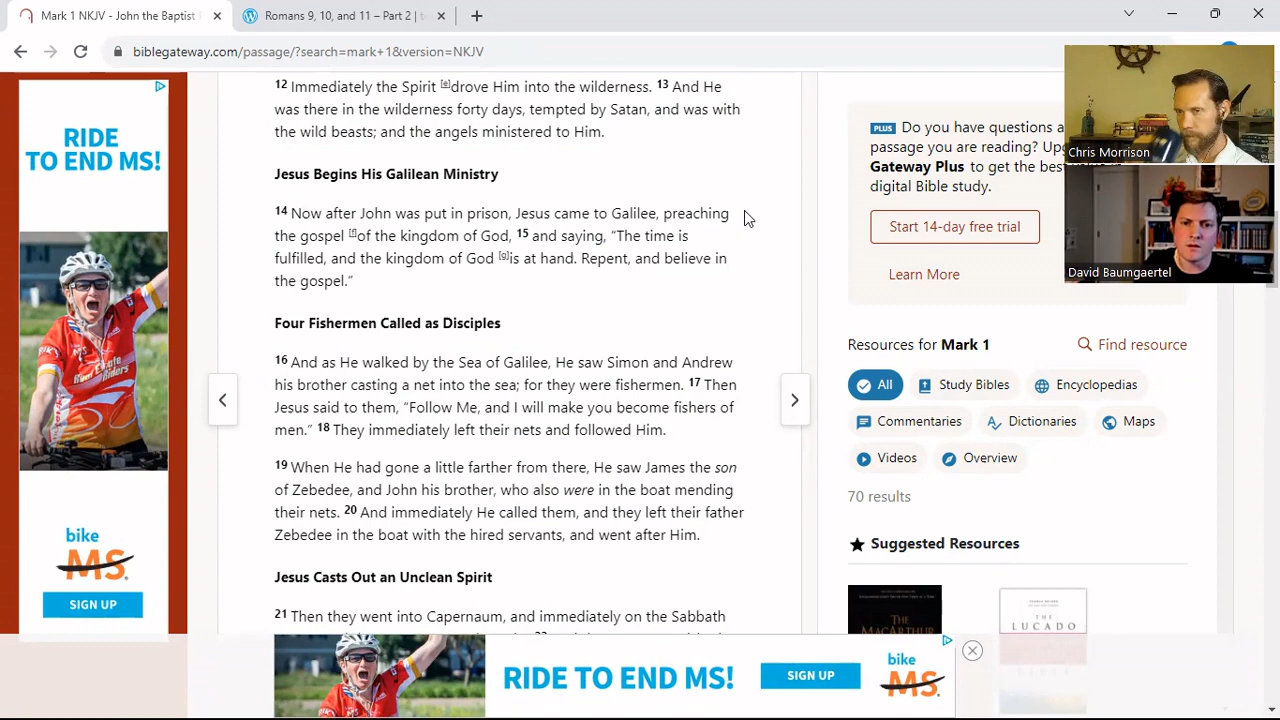 Mark 1 NKJV - John the Baptist
Romans 9, 10, and 11 – Part 2 |
biblegateway.com/passage/?search=mark+1&version=NKJV
RIDE
TO END MS!
bike
MS
SIGN UP
12 Immediately the Spirit [e]drove Him into the wilderness. 13 And He
was there in the wilderness forty days, tempted by Satan, and was with
the wild beasts; and the angels ministered to Him.
Jesus Begins His Galilean Ministry
14 Now after John was put in prison, Jesus came to Galilee, preaching
the gospel [f]of the kingdom of God, 15 and saying, “The time is
fulfilled, and the kingdom of God [g]is at hand. Repent, and believe in
the gospel.”
Four Fishermen Called as Disciples
16 And as He walked by the Sea of Galilee, He saw Simon and Andrew
his brother casting a net into the sea; for they were fishermen. 17 Then
Jesus said to them, “Follow Me, and I will make you become fishers of
men.” 18 They immediately left their nets and followed Him.
19 When He had gone a little farther from there, He saw James the son
of Zebedee, and John his brother, who also were in the boat mending
their nets. 20 And immediately He called them, and they left their father
Zebedee in the boat with the hired servants, and went after Him.
Jesus Casts Out an Unclean Spirit
21 Then they went into Capernaum, and immediately on the Sabbath
PLUS Do you have questions a
passage you are reading? Up
Gateway Plus to get the bes
digital Bible study.
Start 14-day free trial
Learn More
Chris Morrison
David Baumgaertel
Resources for Mark 1
Find resource
All
Study Bibles
Encyclopedias
Commentaries
Dictionaries
Maps
Videos
Overview
70 results
Suggested Resources
THE
MACARTHUR
THE
LUCADO
RIDE TO END MS!
SIGN UP
bike
MS